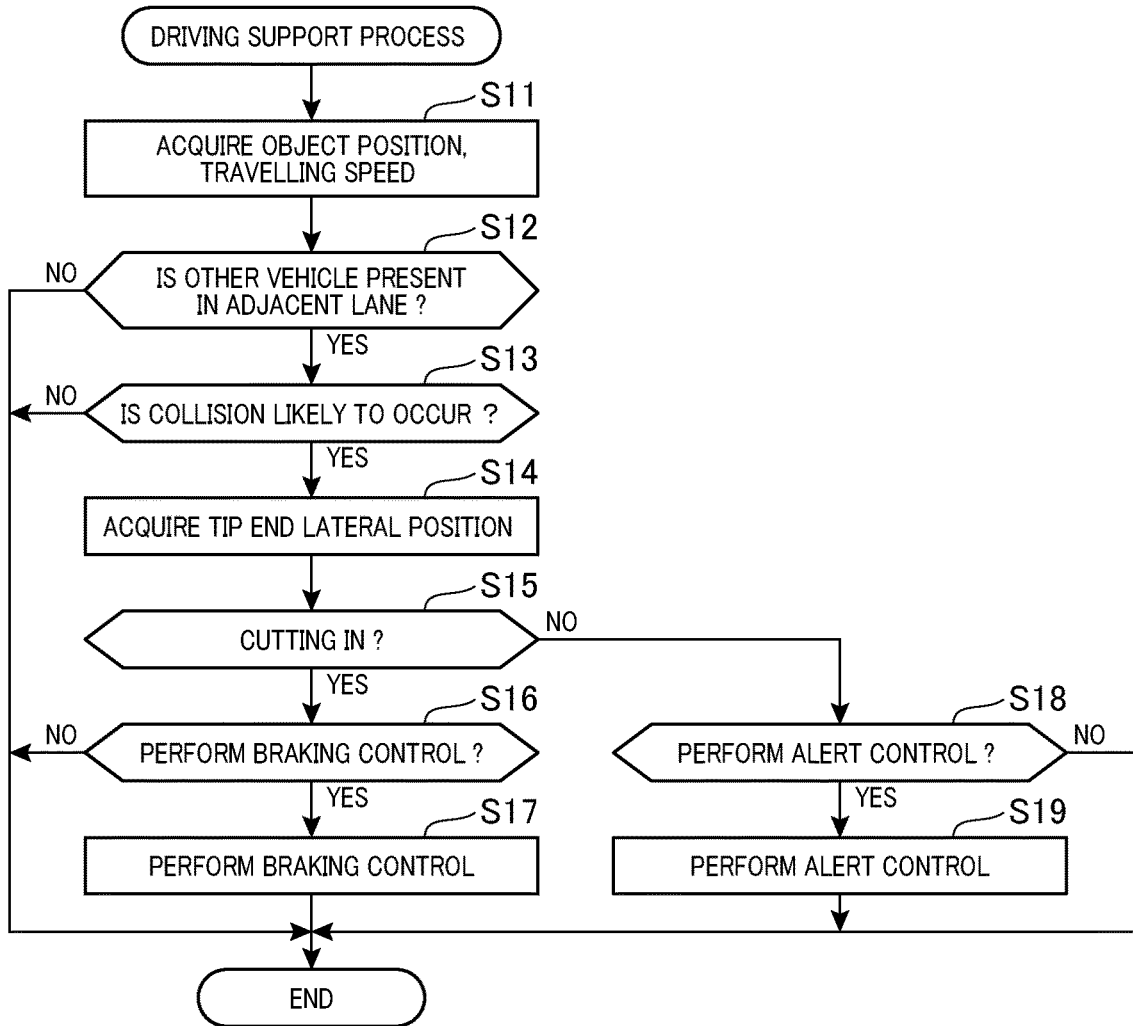 DRIVING SUPPORT PROCESS
S11
ACQUIRE OBJECT POSITION,
TRAVELLING SPEED
S12
NO
IS OTHER VEHICLE PRESENT
IN ADJACENT LANE ?
YES
S13
NO
IS COLLISION LIKELY TO OCCUR ?
YES
S14
ACQUIRE TIP END LATERAL POSITION
S15
CUTTING IN ?
NO
YES
S16
NO
PERFORM BRAKING CONTROL ?
YES
S17
PERFORM BRAKING CONTROL
S18
PERFORM ALERT CONTROL ?
NO
YES
S19
PERFORM ALERT CONTROL
END